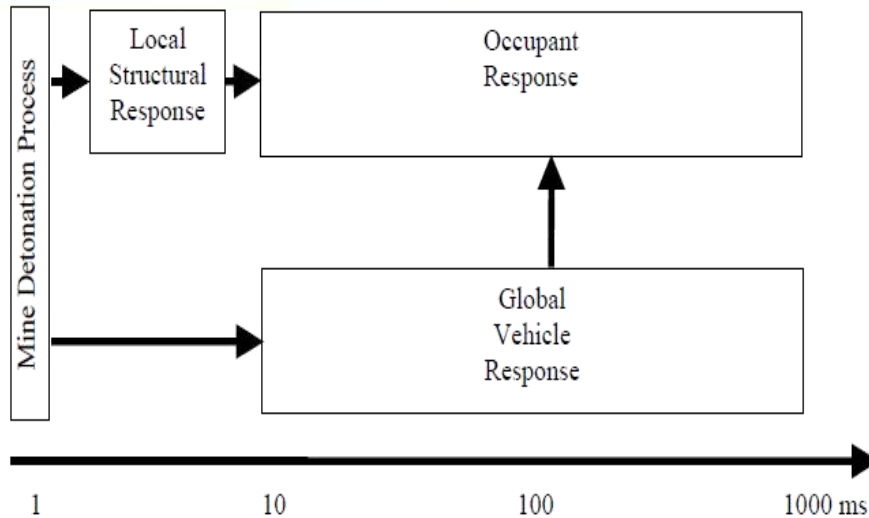 Mine Detonation Process
Local
Structural
Response
Occupant
Response
Global
Vehicle
Response
1 10 100 1000 ms